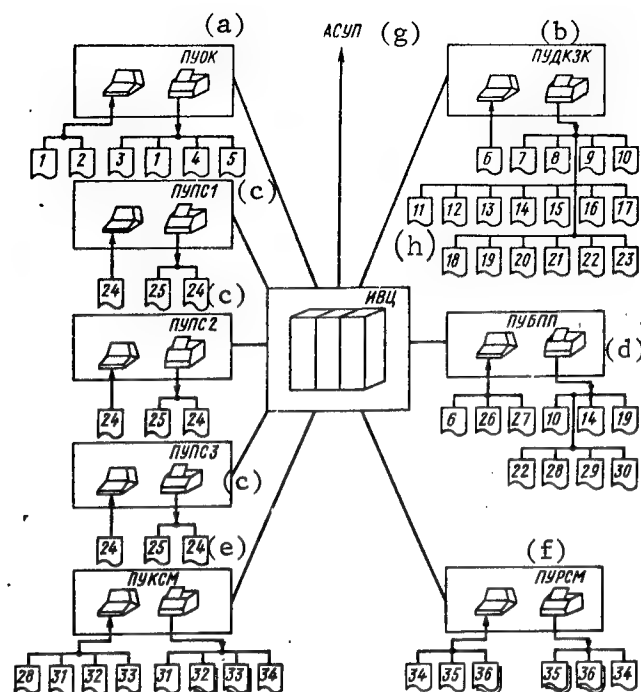 (a) АСУП (g) (b)
ПУОК ПУДКЗК
1 2 3 1 4 5 6 7 8 9 10
ПУПС1 (c)
11 12 13 14 15 16 17
(h)
18 19 20 21 22 23
24 25 24 (c) ИВЦ
ПУПС2 ПУБПП (d)
24 25 24 6 26 27 10 14 19
22 28 29 30
ПУПС3 (c)
24 25 24 (e) (f)
ПУКСМ ПУРСМ
28 31 32 33 31 32 33 34 34 35 36 35 36 34